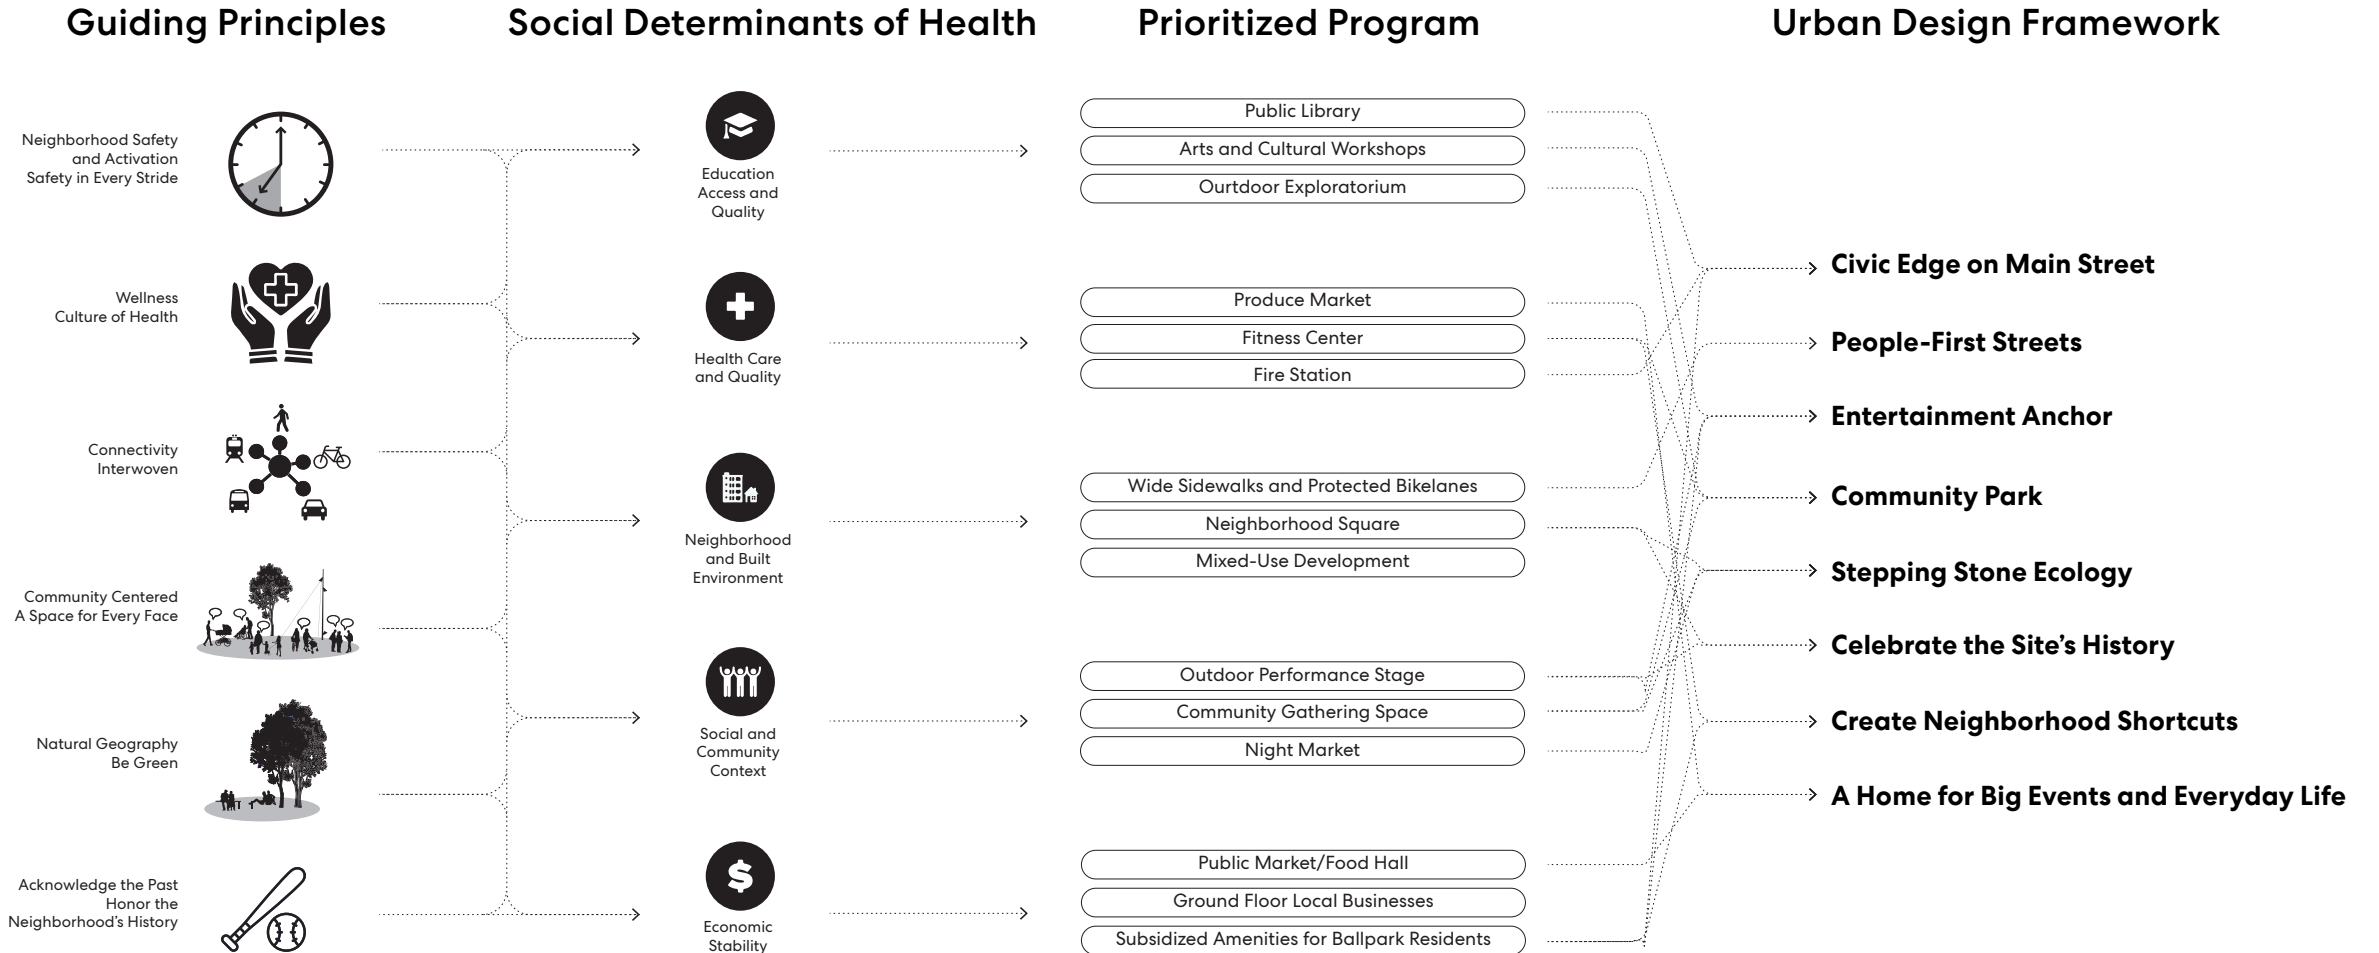 Guiding Principles
Social Determinants of Health
Prioritized Program
Urban Design Framework
Neighborhood Safety
and Activation
Safety in Every Stride
Wellness
Culture of Health
Connectivity
Interwoven
Community Centered
A Space for Every Face
Natural Geography
Be Green
Acknowledge the Past
Honor the
Neighborhood's History
Education
Access and
Quality
Health Care
and Quality
Neighborhood
and Built
Environment
Social and
Community
Context
$
Economic
Stability
Public Library
Arts and Cultural Workshops
Ourtdoor Exploratorium
Produce Market
Fitness Center
Fire Station
Wide Sidewalks and Protected Bikelanes
Neighborhood Square
Mixed-Use Development
Outdoor Performance Stage
Community Gathering Space
Night Market
Public Market/Food Hall
Ground Floor Local Businesses
Subsidized Amenities for Ballpark Residents
Civic Edge on Main Street
People-First Streets
Entertainment Anchor
Community Park
Stepping Stone Ecology
Celebrate the Site's History
Create Neighborhood Shortcuts
A Home for Big Events and Everyday Life